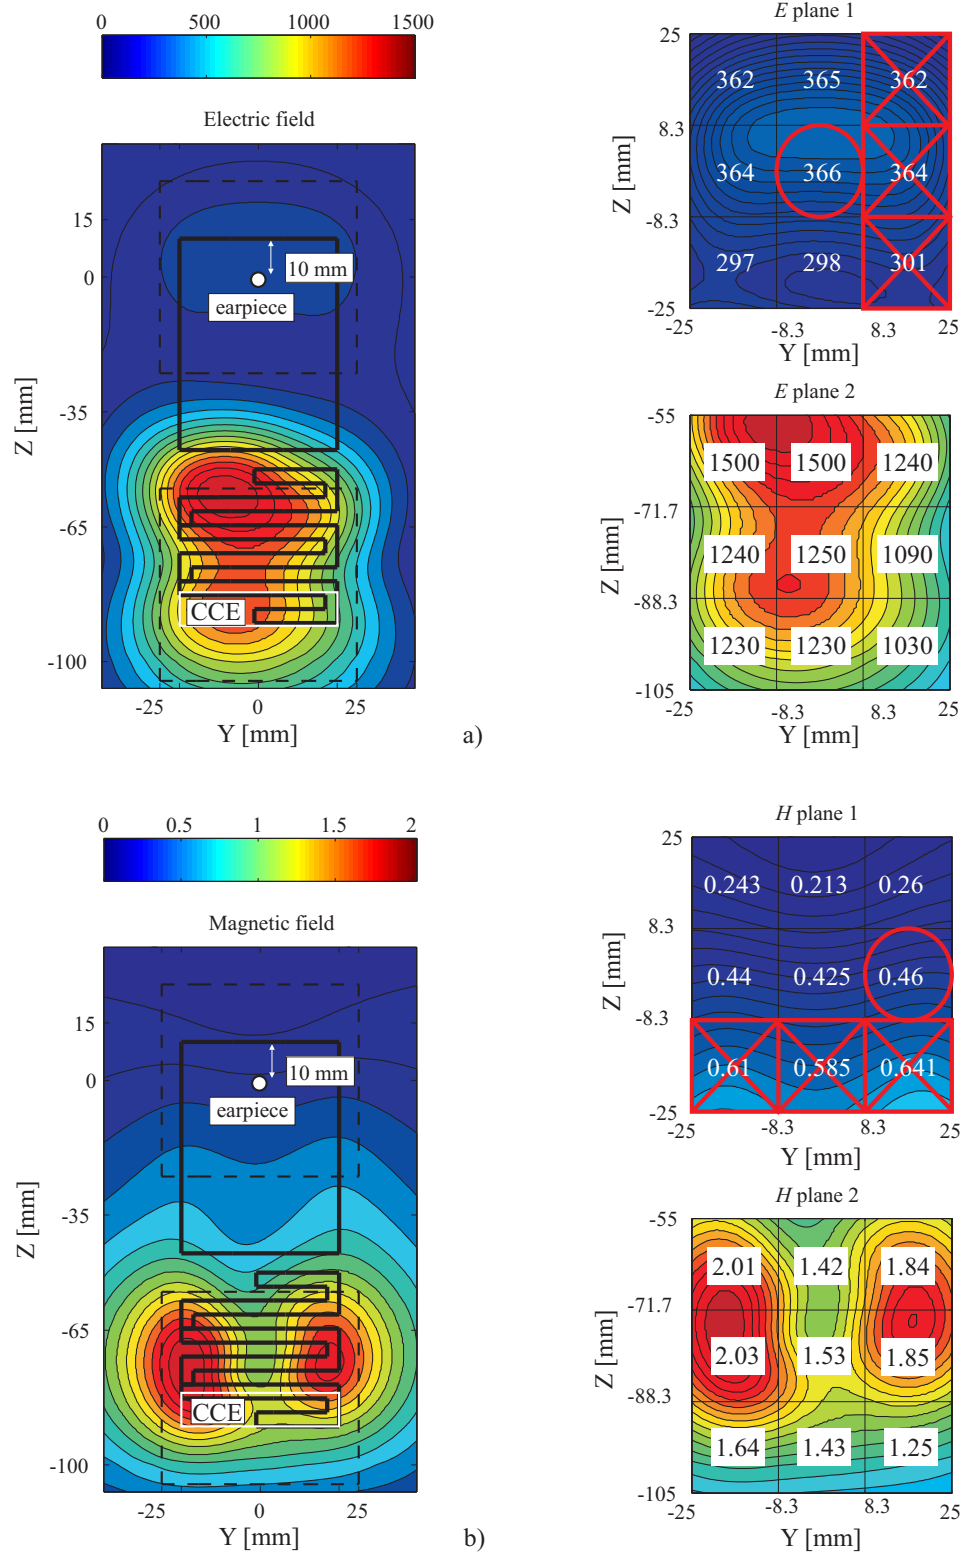 0 500 1000 1500
Electric field
15
0
-35
-65
-100
Z [mm]
10 mm
earpiece
CCE
-25 0 25
Y [mm]
a)
E plane 1
25
8.3
-8.3
-25
Z [mm]
362 365 362
364 366 364
297 298 301
-25 -8.3 8.3 25
Y [mm]
E plane 2
-55
-71.7
-88.3
-105
Z [mm]
1500 1500 1240
1240 1250 1090
1230 1230 1030
-25 -8.3 8.3 25
Y [mm]
0 0.5 1 1.5 2
Magnetic field
15
0
-35
-65
-100
Z [mm]
10 mm
earpiece
CCE
-25 0 25
Y [mm]
b)
H plane 1
25
8.3
-8.3
-25
Z [mm]
0.243 0.213 0.26
0.44 0.425 0.46
0.61 0.585 0.641
-25 -8.3 8.3 25
Y [mm]
H plane 2
-55
-71.7
-88.3
-105
Z [mm]
2.01 1.42 1.84
2.03 1.53 1.85
1.64 1.43 1.25
-25 -8.3 8.3 25
Y [mm]